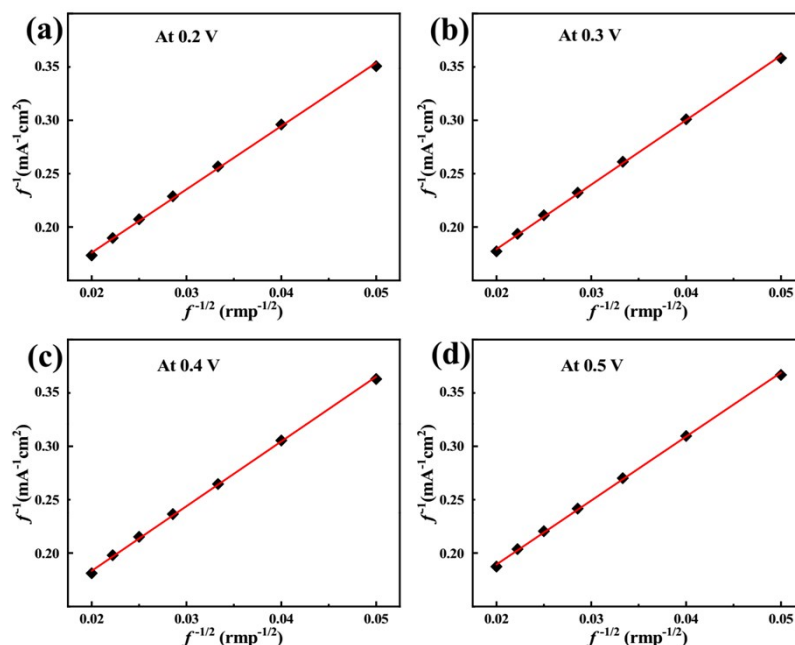 (a)
At 0.2 V
0.35
0.30
0.25
0.20
f⁻¹(mA⁻¹cm²)
0.02 0.03 0.04 0.05
f⁻¹/² (rmp⁻¹/²)
(b)
At 0.3 V
0.35
0.30
0.25
0.20
f⁻¹(mA⁻¹cm²)
0.02 0.03 0.04 0.05
f⁻¹/² (rmp⁻¹/²)
(c)
At 0.4 V
0.35
0.30
0.25
0.20
f⁻¹(mA⁻¹cm²)
0.02 0.03 0.04 0.05
f⁻¹/² (rmp⁻¹/²)
(d)
At 0.5 V
0.35
0.30
0.25
0.20
f⁻¹(mA⁻¹cm²)
0.02 0.03 0.04 0.05
f⁻¹/² (rmp⁻¹/²)